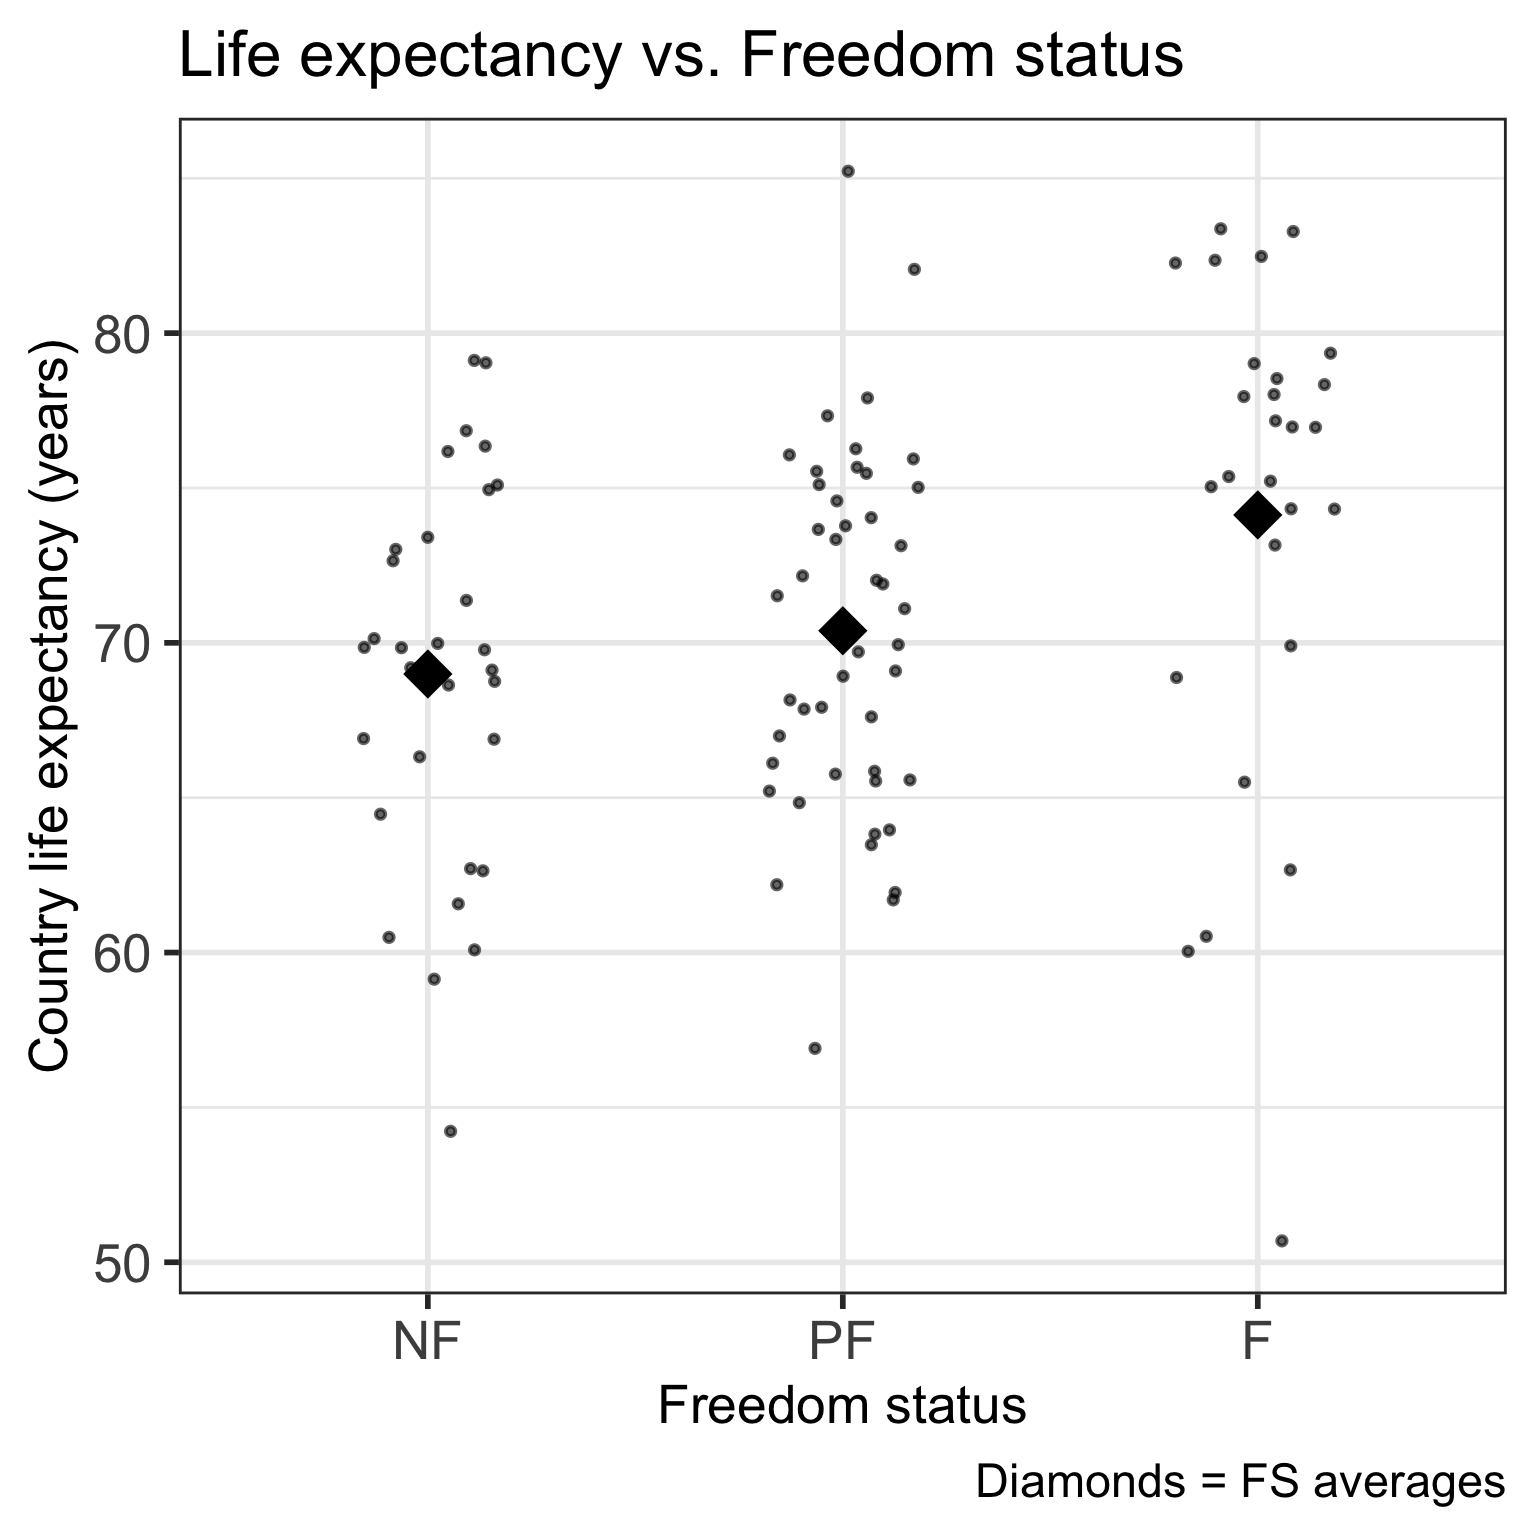 Life expectancy vs. Freedom status
Country life expectancy (years)
80
70
60
50
NF PF F
Freedom status
Diamonds = FS averages